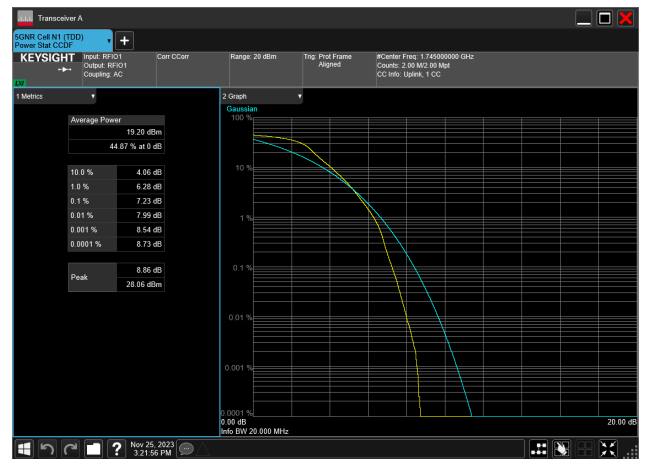 Transceiver A
5GNR Cell N1 (TDD)
Power Stat CCDF
KEYSIGHT
Input: RFIO1
Output: RFIO1
Coupling: AC
Corr CCorr
Range: 20 dBm
Trig: Prot Frame
Aligned
#Center Freq: 1.745000000 GHz
Counts: 2.00 M/2.00 Mpt
CC Info: Uplink, 1 CC
LXI
1 Metrics
Average Power
19.20 dBm
44.87 % at 0 dB
10.0 % 4.06 dB
1.0 % 6.28 dB
0.1 % 7.23 dB
0.01 % 7.99 dB
0.001 % 8.54 dB
0.0001 % 8.73 dB
Peak
8.86 dB
28.06 dBm
2 Graph
Gaussian
100 %
10 %
1 %
0.1 %
0.01 %
0.001 %
0.0001 %
0.00 dB
20.00 dB
Info BW 20.000 MHz
Nov 25, 2023
3:21:56 PM